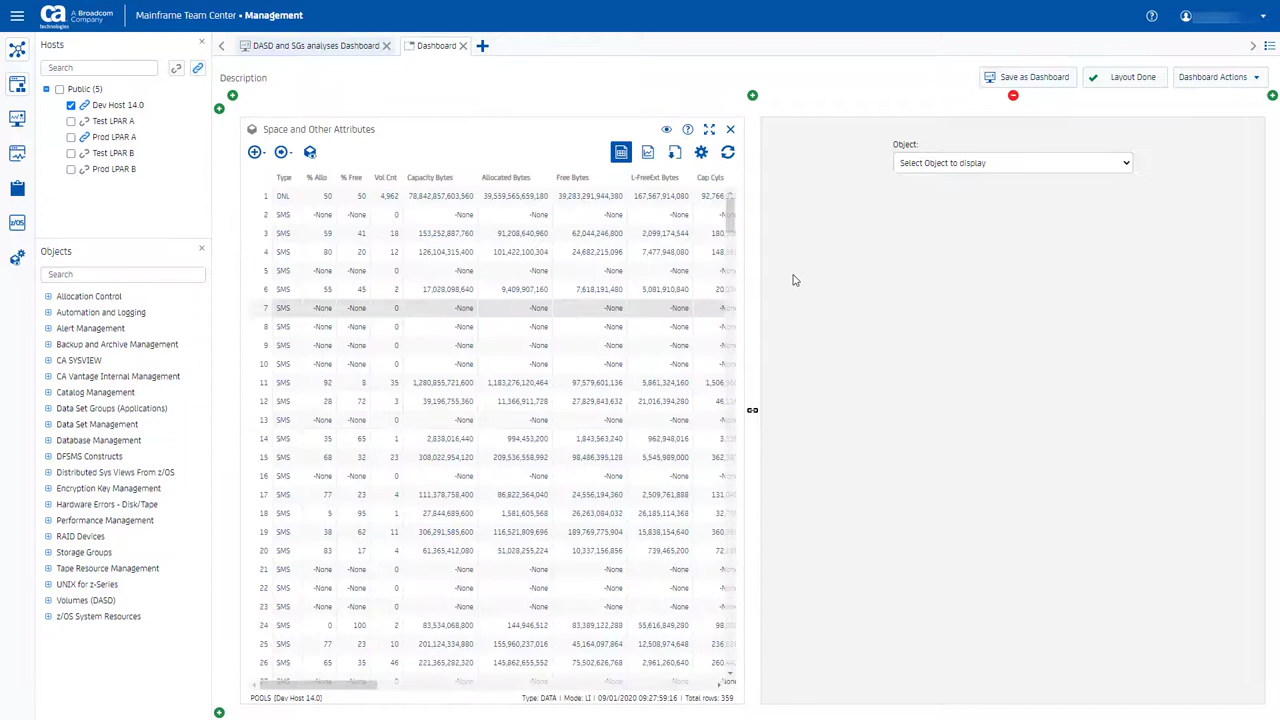 ca technologies A Broadcom Company Mainframe Team Center • Management
Hosts
Search
Public (5)
Dev Host 14.0
Test LPAR A
Prod LPAR A
Test LPAR B
Prod LPAR B
Objects
Search
Allocation Control
Automation and Logging
Alert Management
Backup and Archive Management
CA SYSVIEW
CA Vantage Internal Management
Catalog Management
Data Set Groups (Applications)
Data Set Management
Database Management
DFSMS Constructs
Distributed Sys Views From z/OS
Encryption Key Management
Hardware Errors - Disk/Tape
Performance Management
RAID Devices
Storage Groups
Tape Resource Management
UNIX for z-Series
Volumes (DASD)
z/OS System Resources
z/OS
DASD and SGs analyses Dashboard Dashboard
Description Save as Dashboard Layout Done Dashboard Actions
Space and Other Attributes
Type % Allo % Free Vol Cnt Capacity Bytes Allocated Bytes Free Bytes L-FreeExt Bytes Cap Cyls
1 DNL 50 50 4,962 78,842,857,603,560 39,559,565,659,180 39,283,291,944,380 167,567,914,080 92,766,
2 SMS -None -None 0 -None -None -None -None
3 SMS 59 41 18 153,252,887,760 91,208,640,960 62,044,246,800 2,099,174,544 180,
4 SMS 80 20 12 126,104,315,400 101,422,100,304 24,682,215,096 7,477,948,080 148,
5 SMS -None -None 0 -None -None -None -None
6 SMS 55 45 2 17,028,098,640 9,409,907,160 7,618,191,480 5,081,910,840 20,
7 SMS -None -None 0 -None -None -None -None
8 SMS -None -None 0 -None -None -None -None
9 SMS -None -None 0 -None -None -None -None
10 SMS -None -None 0 -None -None -None -None
11 SMS 92 8 35 1,280,855,721,600 1,183,276,120,464 97,579,601,136 5,861,324,160 1,506,
12 SMS 28 72 3 39,196,755,360 11,366,911,728 27,829,843,632 21,016,394,280 46,
13 SMS -None -None 0 -None -None -None -None
14 SMS 35 65 1 2,838,016,440 994,453,200 1,843,563,240 962,948,016 3,
15 SMS 68 32 23 308,022,954,120 209,536,558,992 98,486,395,128 5,545,989,000 362,
16 SMS -None -None 0 -None -None -None -None
17 SMS 77 23 4 111,378,758,400 86,822,564,040 24,556,194,360 2,509,761,888 131,
18 SMS 5 95 1 27,844,689,600 1,581,605,568 26,263,084,032 26,185,114,368 32,
19 SMS 38 62 11 306,291,585,600 116,521,809,696 189,769,775,904 15,838,154,640 360,
20 SMS 83 17 4 61,365,412,080 51,028,255,224 10,337,156,856 739,465,200 72,
21 SMS -None -None 0 -None -None -None -None
22 SMS -None -None 0 -None -None -None -None
23 SMS -None -None 0 -None -None -None -None
24 SMS 0 100 2 83,534,068,800 144,946,512 83,389,122,288 55,616,849,280 98,
25 SMS 77 23 10 201,124,334,880 155,960,237,016 45,164,097,864 12,508,974,648 236,
26 SMS 65 35 46 221,365,282,320 145,862,655,552 75,502,626,768 2,961,260,640 260,
POOLS [Dev Host 14.0] Type: DATA | Mode: LI | 09/01/2020 09:27:59:16 | Total rows: 359
Object:
Select Object to display